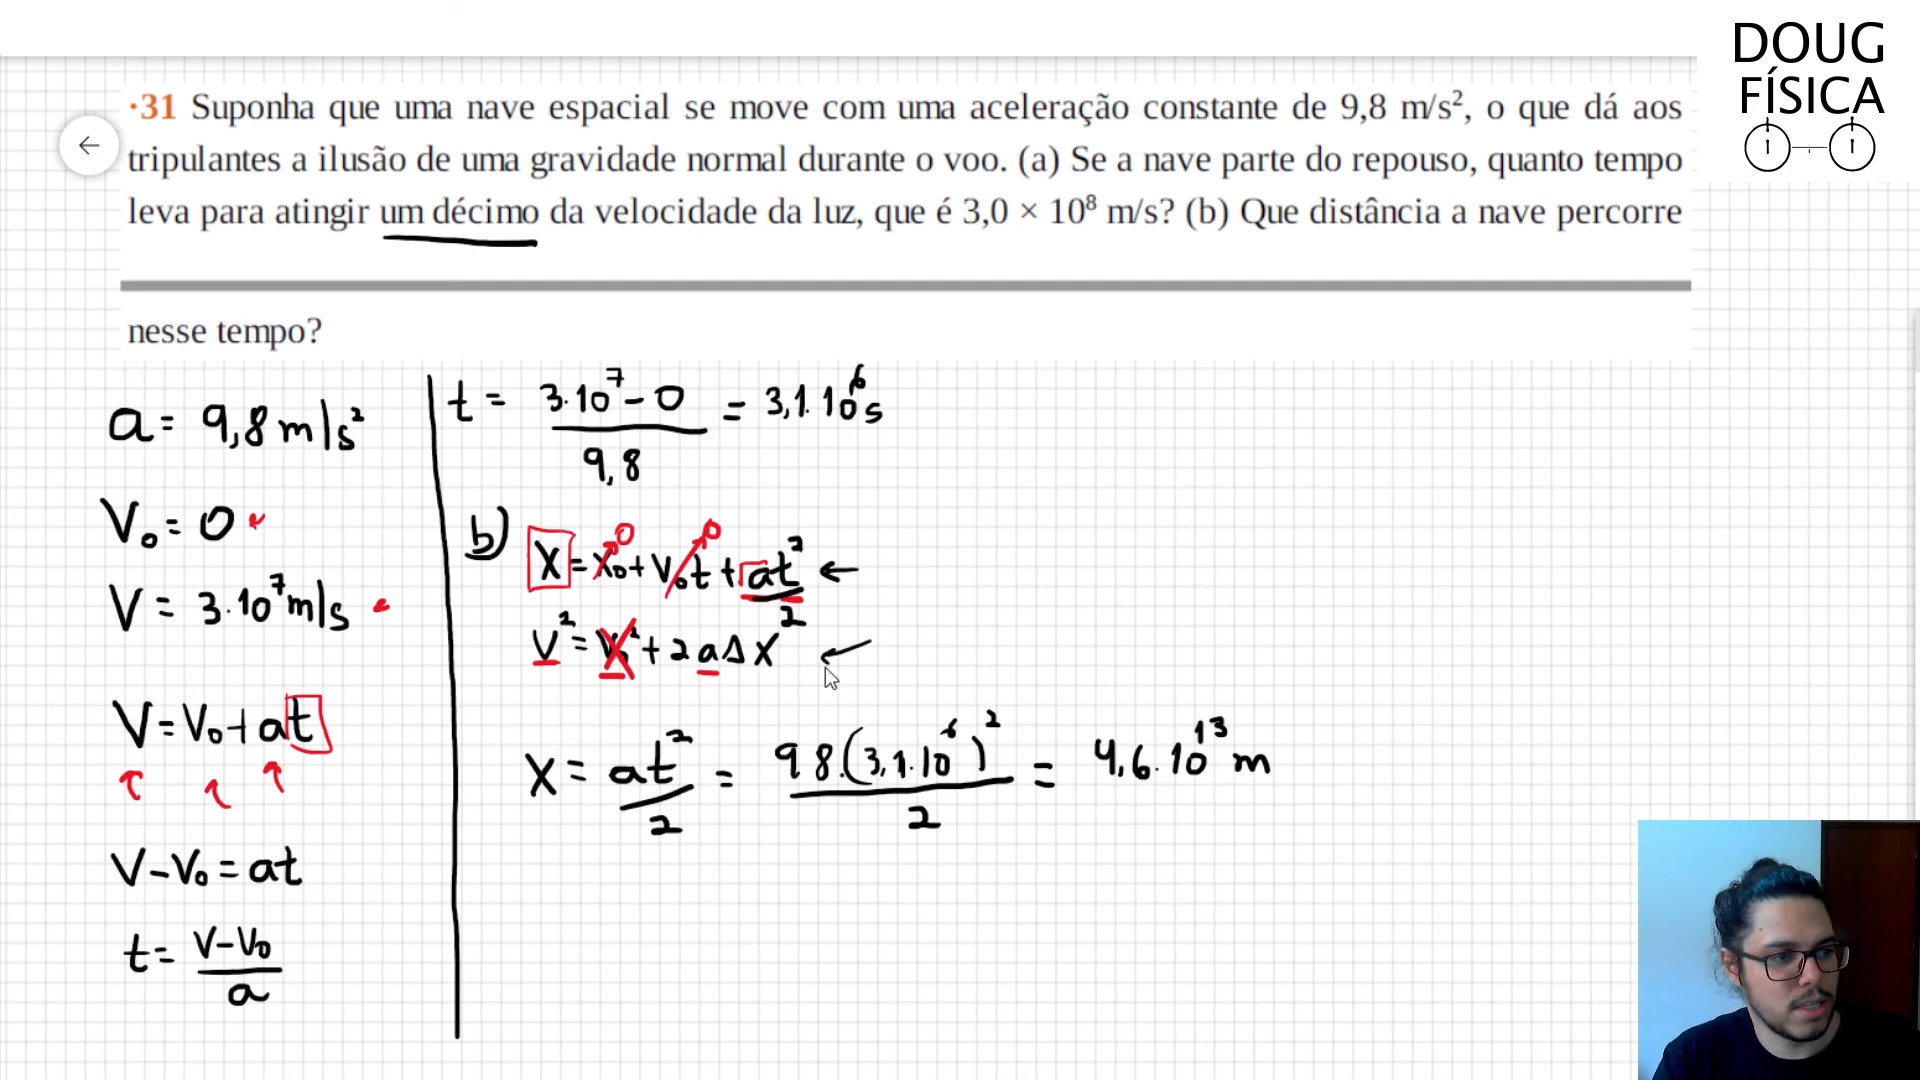 DOUG
FÍSICA
·31 Suponha que uma nave espacial se move com uma aceleração constante de 9,8 m/s², o que dá aos
tripulantes a ilusão de uma gravidade normal durante o voo. (a) Se a nave parte do repouso, quanto tempo
leva para atingir um décimo da velocidade da luz, que é 3,0 × 10⁸ m/s? (b) Que distância a nave percorre
nesse tempo?
a = 9,8 m/s²
V₀ = 0
V = 3·10⁷ m/s
V = V₀ + at
V - V₀ = at
t = (V - V₀)/a
t = (3·10⁷ - 0)/9,8 = 3,1·10⁶ s
b) X = X₀ 0 + V₀t 0 + at²/2 ←
V² = V₀² + 2aΔX ←
X = at²/2 = 9 8·(3,1·10⁶)²/2 = 4,6·10¹³ m